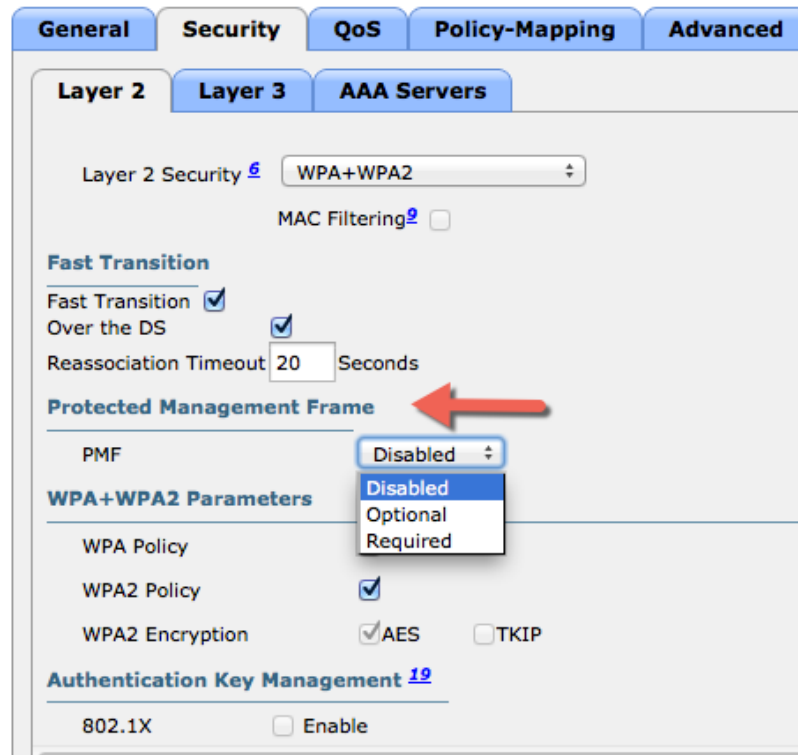 General Security QoS Policy-Mapping Advanced
Layer 2 Layer 3 AAA Servers
Layer 2 Security 6 WPA+WPA2
MAC Filtering 9
Fast Transition
Fast Transition
Over the DS
Reassociation Timeout 20 Seconds
Protected Management Frame
PMF Disabled
Disabled
WPA+WPA2 Parameters
Optional
Required
WPA Policy
WPA2 Policy
WPA2 Encryption AES TKIP
Authentication Key Management 19
802.1X Enable